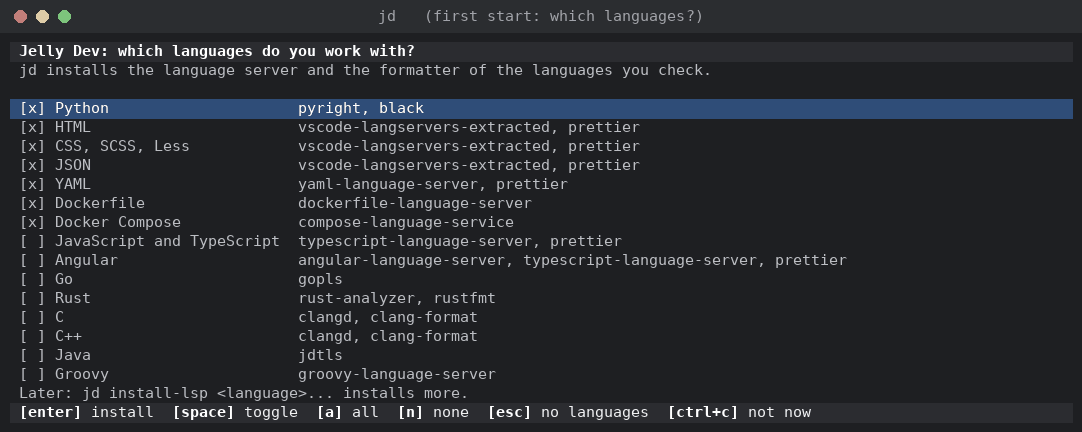 jd   (first start: which languages?)
Jelly Dev: which languages do you work with?
jd installs the language server and the formatter of the languages you check.
[x] Python                     pyright, black
[x] HTML                       vscode-langservers-extracted, prettier
[x] CSS, SCSS, Less            vscode-langservers-extracted, prettier
[x] JSON                       vscode-langservers-extracted, prettier
[x] YAML                       yaml-language-server, prettier
[x] Dockerfile                 dockerfile-language-server
[x] Docker Compose             compose-language-service
[ ] JavaScript and TypeScript  typescript-language-server, prettier
[ ] Angular                    angular-language-server, typescript-language-server, prettier
[ ] Go                         gopls
[ ] Rust                       rust-analyzer, rustfmt
[ ] C                          clangd, clang-format
[ ] C++                        clangd, clang-format
[ ] Java                       jdtls
[ ] Groovy                     groovy-language-server
Later: jd install-lsp <language>... installs more.
[enter] install  [space] toggle  [a] all  [n] none  [esc] no languages  [ctrl+c] not now